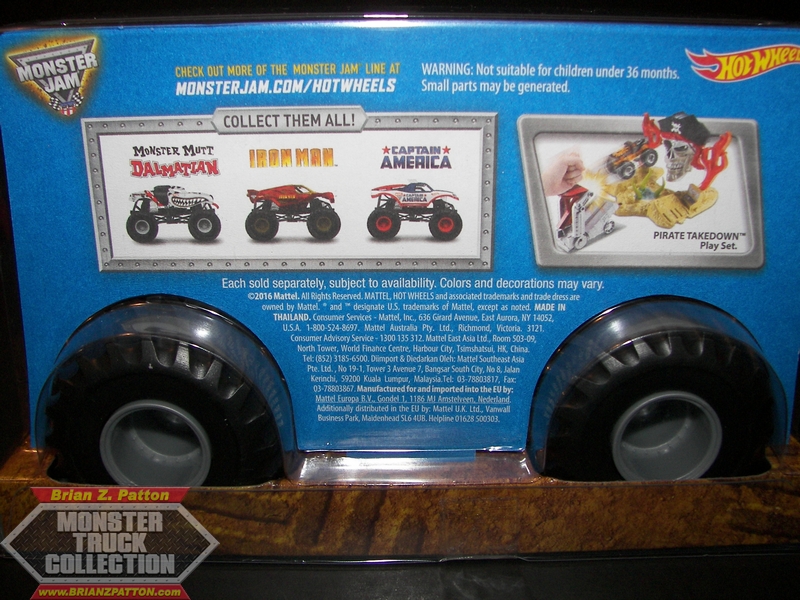 MONSTER JAM
CHECK OUT MORE OF THE MONSTER JAM® LINE AT
MONSTERJAM.COM/HOTWHEELS
WARNING: Not suitable for children under 36 months.
Small parts may be generated.
HOT WHEELS
COLLECT THEM ALL!
MONSTER MUTT
DALMATIAN
IRON MAN
CAPTAIN
AMERICA
IRON MAN
CAPTAIN
AMERICA
PIRATE TAKEDOWN™
Play Set.
Each sold separately, subject to availability. Colors and decorations may vary.
©2016 Mattel. All Rights Reserved. MATTEL, HOT WHEELS and associated trademarks and trade dress are
owned by Mattel. ® and ™ designate U.S. trademarks of Mattel, except as noted. MADE IN
THAILAND. Consumer Services - Mattel, Inc., 636 Girard Avenue, East Aurora, NY 14052,
U.S.A. 1-800-524-8697. Mattel Australia Pty. Ltd., Richmond, Victoria. 3121.
Consumer Advisory Service - 1300 135 312. Mattel East Asia Ltd., Room 503-09,
North Tower, World Finance Centre, Harbour City, Tsimshatsui, HK, China.
Tel: (852) 3185-6500. Diimport & Diedarkan Oleh: Mattel Southeast Asia
Pte. Ltd., No 19-1, Tower 3 Avenue 7, Bangsar South City, No 8, Jalan
Kerinchi, 59200 Kuala Lumpur, Malaysia.Tel: 03-78803817, Fax:
03-78803867. Manufactured for and imported into the EU by:
Mattel Europa B.V., Gondel 1, 1186 MJ Amstelveen, Nederland.
Additionally distributed in the EU by: Mattel U.K. Ltd., Vanwall
Business Park, Maidenhead SL6 4UB. Helpline 01628 500303.
Brian Z. Patton
MONSTER
TRUCK
COLLECTION
www.BRIANZPATTON.com